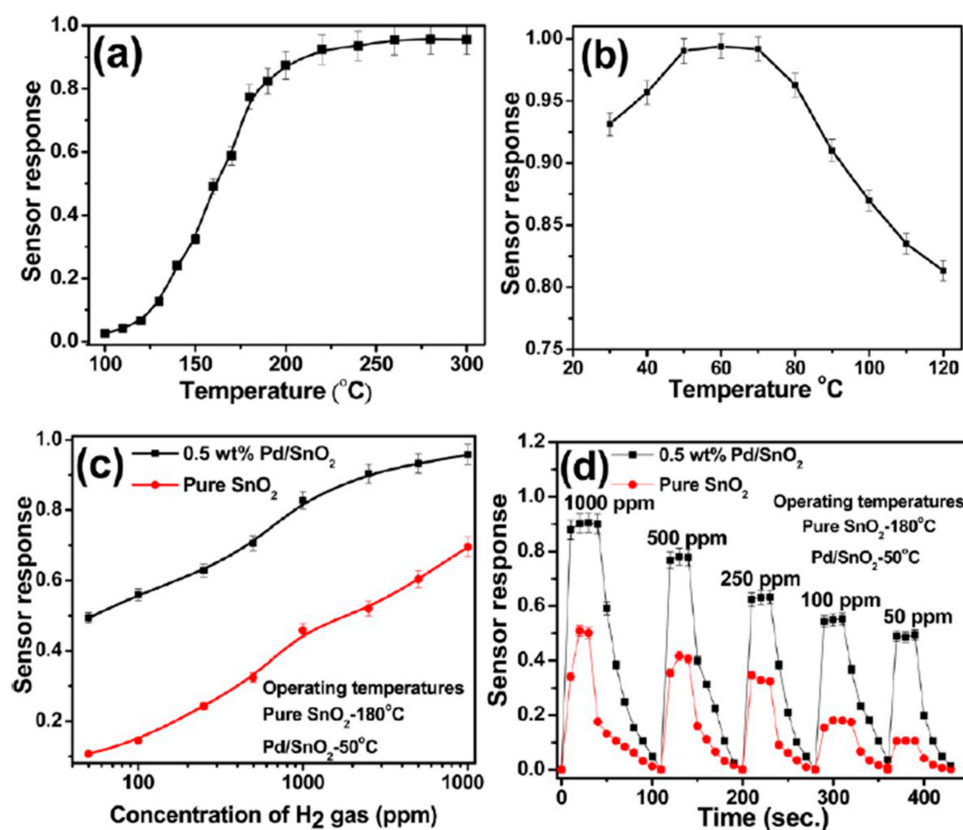 (a)
Sensor response
1.0
0.8
0.6
0.4
0.2
0.0
100 150 200 250 300
Temperature (°C)
(b)
Sensor response
1.00
0.95
0.90
0.85
0.80
0.75
20 40 60 80 100 120
Temperature °C
(c)
0.5 wt% Pd/SnO₂
Pure SnO₂
Sensor response
1.0
0.8
0.6
0.4
0.2
Operating temperatures
Pure SnO₂-180°C
Pd/SnO₂-50°C
100 1000 10000
Concentration of H₂ gas (ppm)
(d)
0.5 wt% Pd/SnO₂
Pure SnO₂
Sensor response
1.2
1.0
0.8
0.6
0.4
0.2
0.0
1000 ppm
500 ppm
250 ppm
100 ppm
50 ppm
Operating temperatures
Pure SnO₂-180°C
Pd/SnO₂-50°C
0 100 200 300 400
Time (sec.)